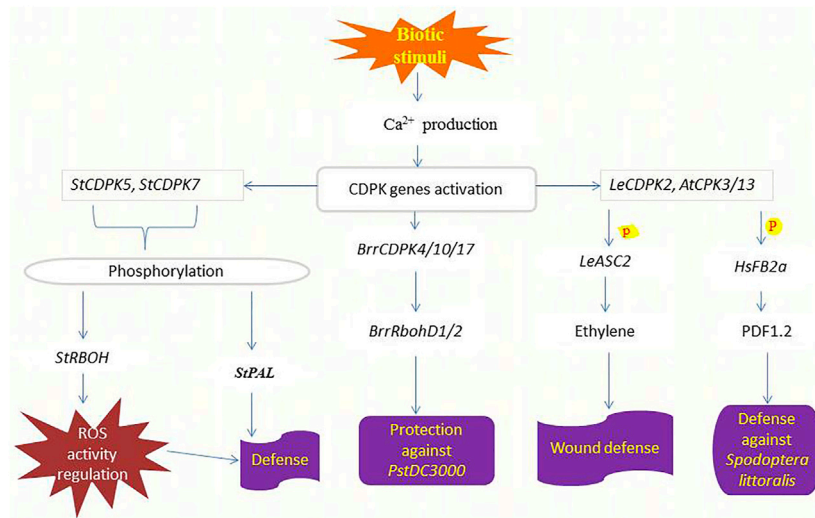 Biotic
stimuli
Ca²⁺ production
StCDPK5, StCDPK7
CDPK genes activation
LeCDPK2, AtCPK3/13
P
P
Phosphorylation
BrrCDPK4/10/17
LeASC2
HsFB2a
StRBOH
StPAL
BrrRbohD1/2
Ethylene
PDF1.2
ROS
activity
regulation
Defense
Protection
against
PstDC3000
Wound defense
Defense
against
Spodoptera
littoralis